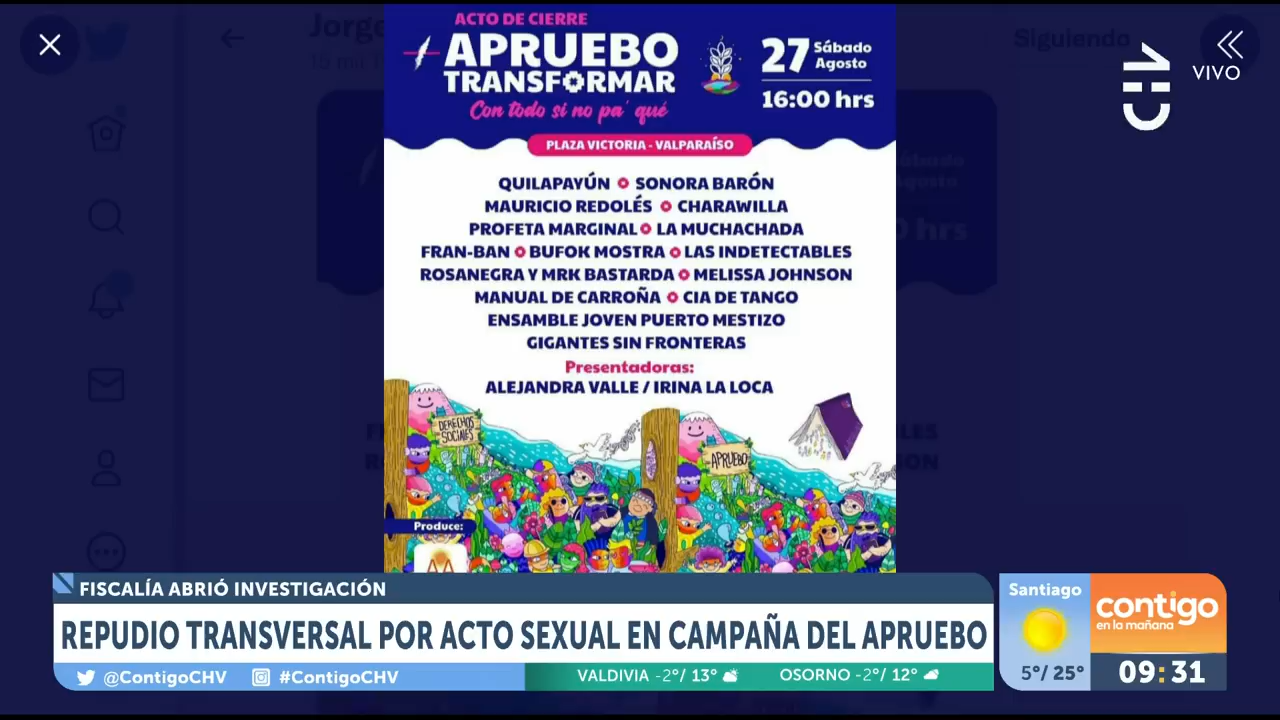 Jorge
Siguiendo
VIVO
CHV
ACTO DE CIERRE
APRUEBO
TRANSFORMAR
Con todo si no pa' qué
27 Sábado
Agosto
16:00 hrs
PLAZA VICTORIA - VALPARAÍSO
QUILAPAYÚN SONORA BARÓN
MAURICIO REDOLÉS CHARAWILLA
PROFETA MARGINAL LA MUCHACHADA
FRAN-BAN BUFOK MOSTRA LAS INDETECTABLES
ROSANEGRA Y MRK BASTARDA MELISSA JOHNSON
MANUAL DE CARROÑA CIA DE TANGO
ENSAMBLE JOVEN PUERTO MESTIZO
GIGANTES SIN FRONTERAS
Presentadoras:
ALEJANDRA VALLE / IRINA LA LOCA
DERECHOS
SOCIALES
APRUEBO
Produce:
FISCALÍA ABRIÓ INVESTIGACIÓN
REPUDIO TRANSVERSAL POR ACTO SEXUAL EN CAMPAÑA DEL APRUEBO
@ContigoCHV #ContigoCHV
VALDIVIA -2°/ 13° OSORNO -2°/ 12°
Santiago
5°/ 25°
contigo
en la mañana
09:31